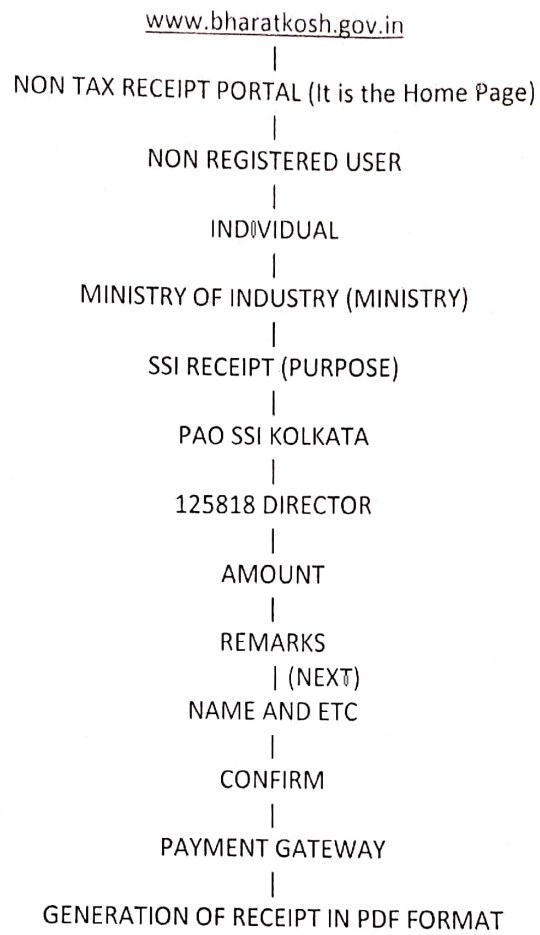 www.bharatkosh.gov.in
NON TAX RECEIPT PORTAL (It is the Home Page)
NON REGISTERED USER
INDIVIDUAL
MINISTRY OF INDUSTRY (MINISTRY)
SSI RECEIPT (PURPOSE)
PAO SSI KOLKATA
125818 DIRECTOR
AMOUNT
REMARKS
(NEXT)
NAME AND ETC
CONFIRM
PAYMENT GATEWAY
GENERATION OF RECEIPT IN PDF FORMAT